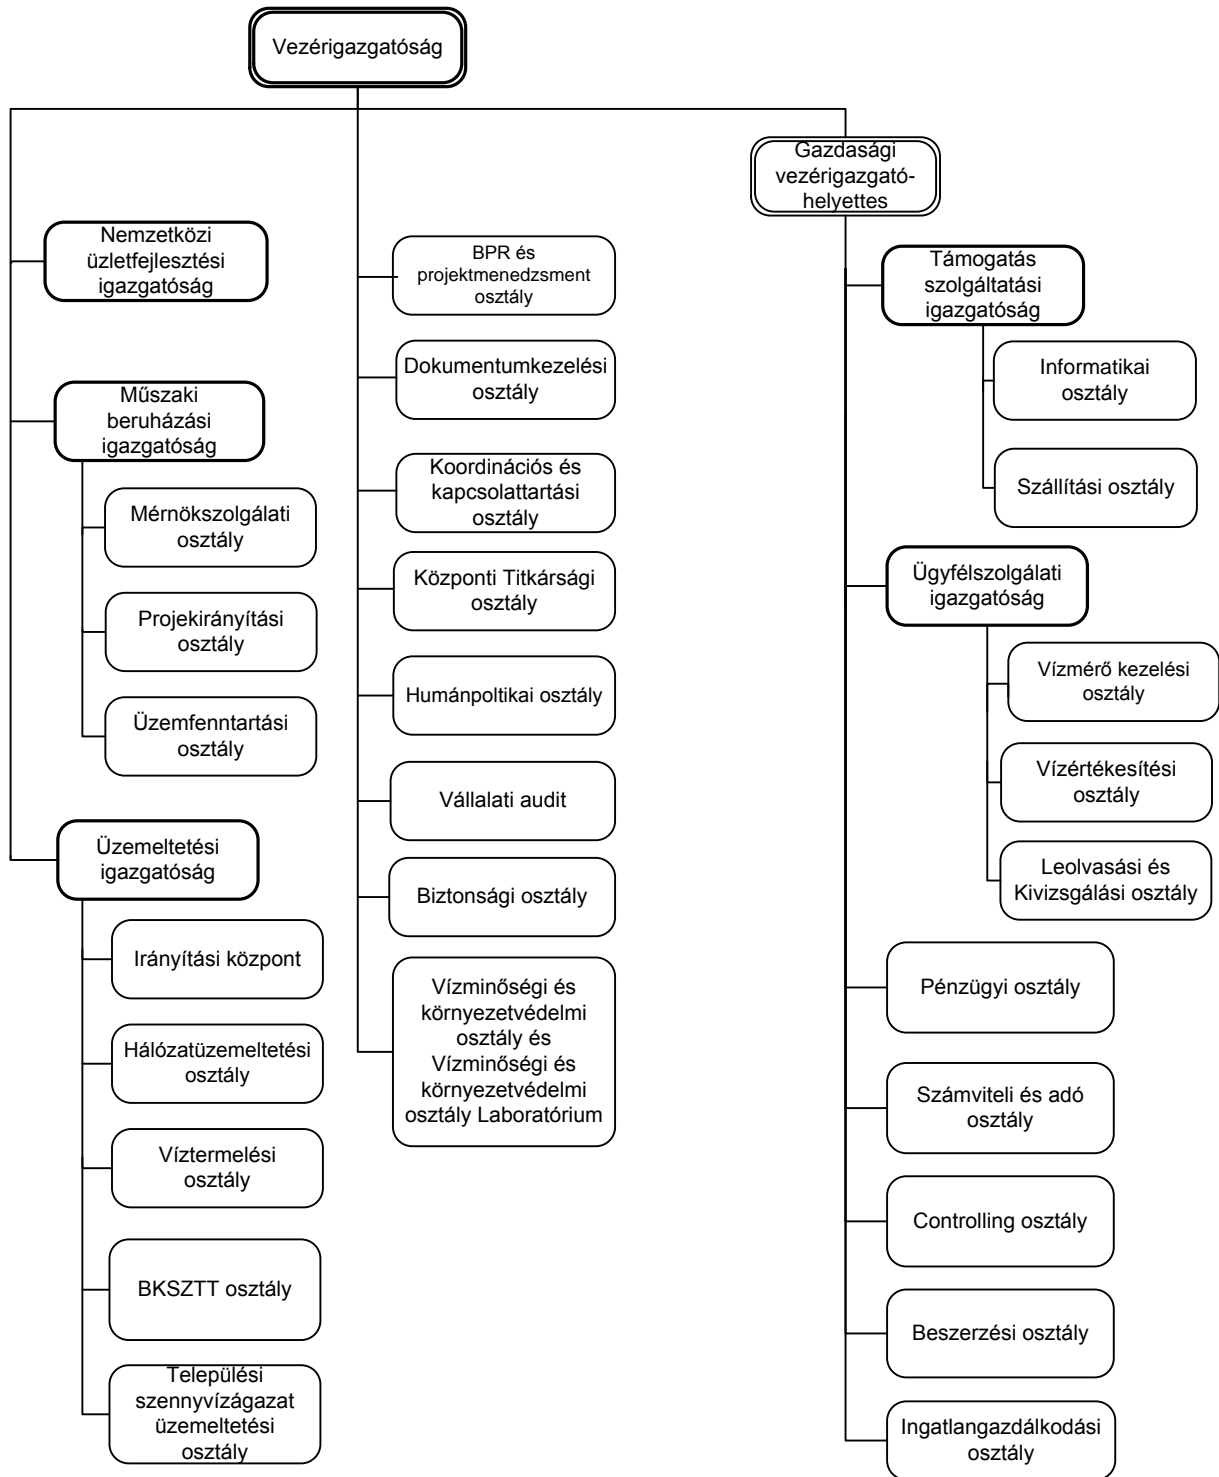 Vezérigazgatóság
Gazdasági
vezérigazgató-
helyettes
Nemzetközi
üzletfejlesztési
igazgatóság
Műszaki
beruházási
igazgatóság
Mérnökszolgálati
osztály
Projekirányítási
osztály
Üzemfenntartási
osztály
Üzemeltetési
igazgatóság
Irányítási központ
Hálózatüzemeltetési
osztály
Víztermelési
osztály
BKSZTT osztály
Települési
szennyvízágazat
üzemeltetési
osztály
BPR és
projektmenedzsment
osztály
Dokumentumkezelési
osztály
Koordinációs és
kapcsolattartási
osztály
Központi Titkársági
osztály
Humánpoltikai osztály
Vállalati audit
Biztonsági osztály
Vízminőségi és
környezetvédelmi
osztály és
Vízminőségi és
környezetvédelmi
osztály Laboratórium
Támogatás
szolgáltatási
igazgatóság
Informatikai
osztály
Szállítási osztály
Ügyfélszolgálati
igazgatóság
Vízmérő kezelési
osztály
Vízértékesítési
osztály
Leolvasási és
Kivizsgálási osztály
Pénzügyi osztály
Számviteli és adó
osztály
Controlling osztály
Beszerzési osztály
Ingatlangazdálkodási
osztály